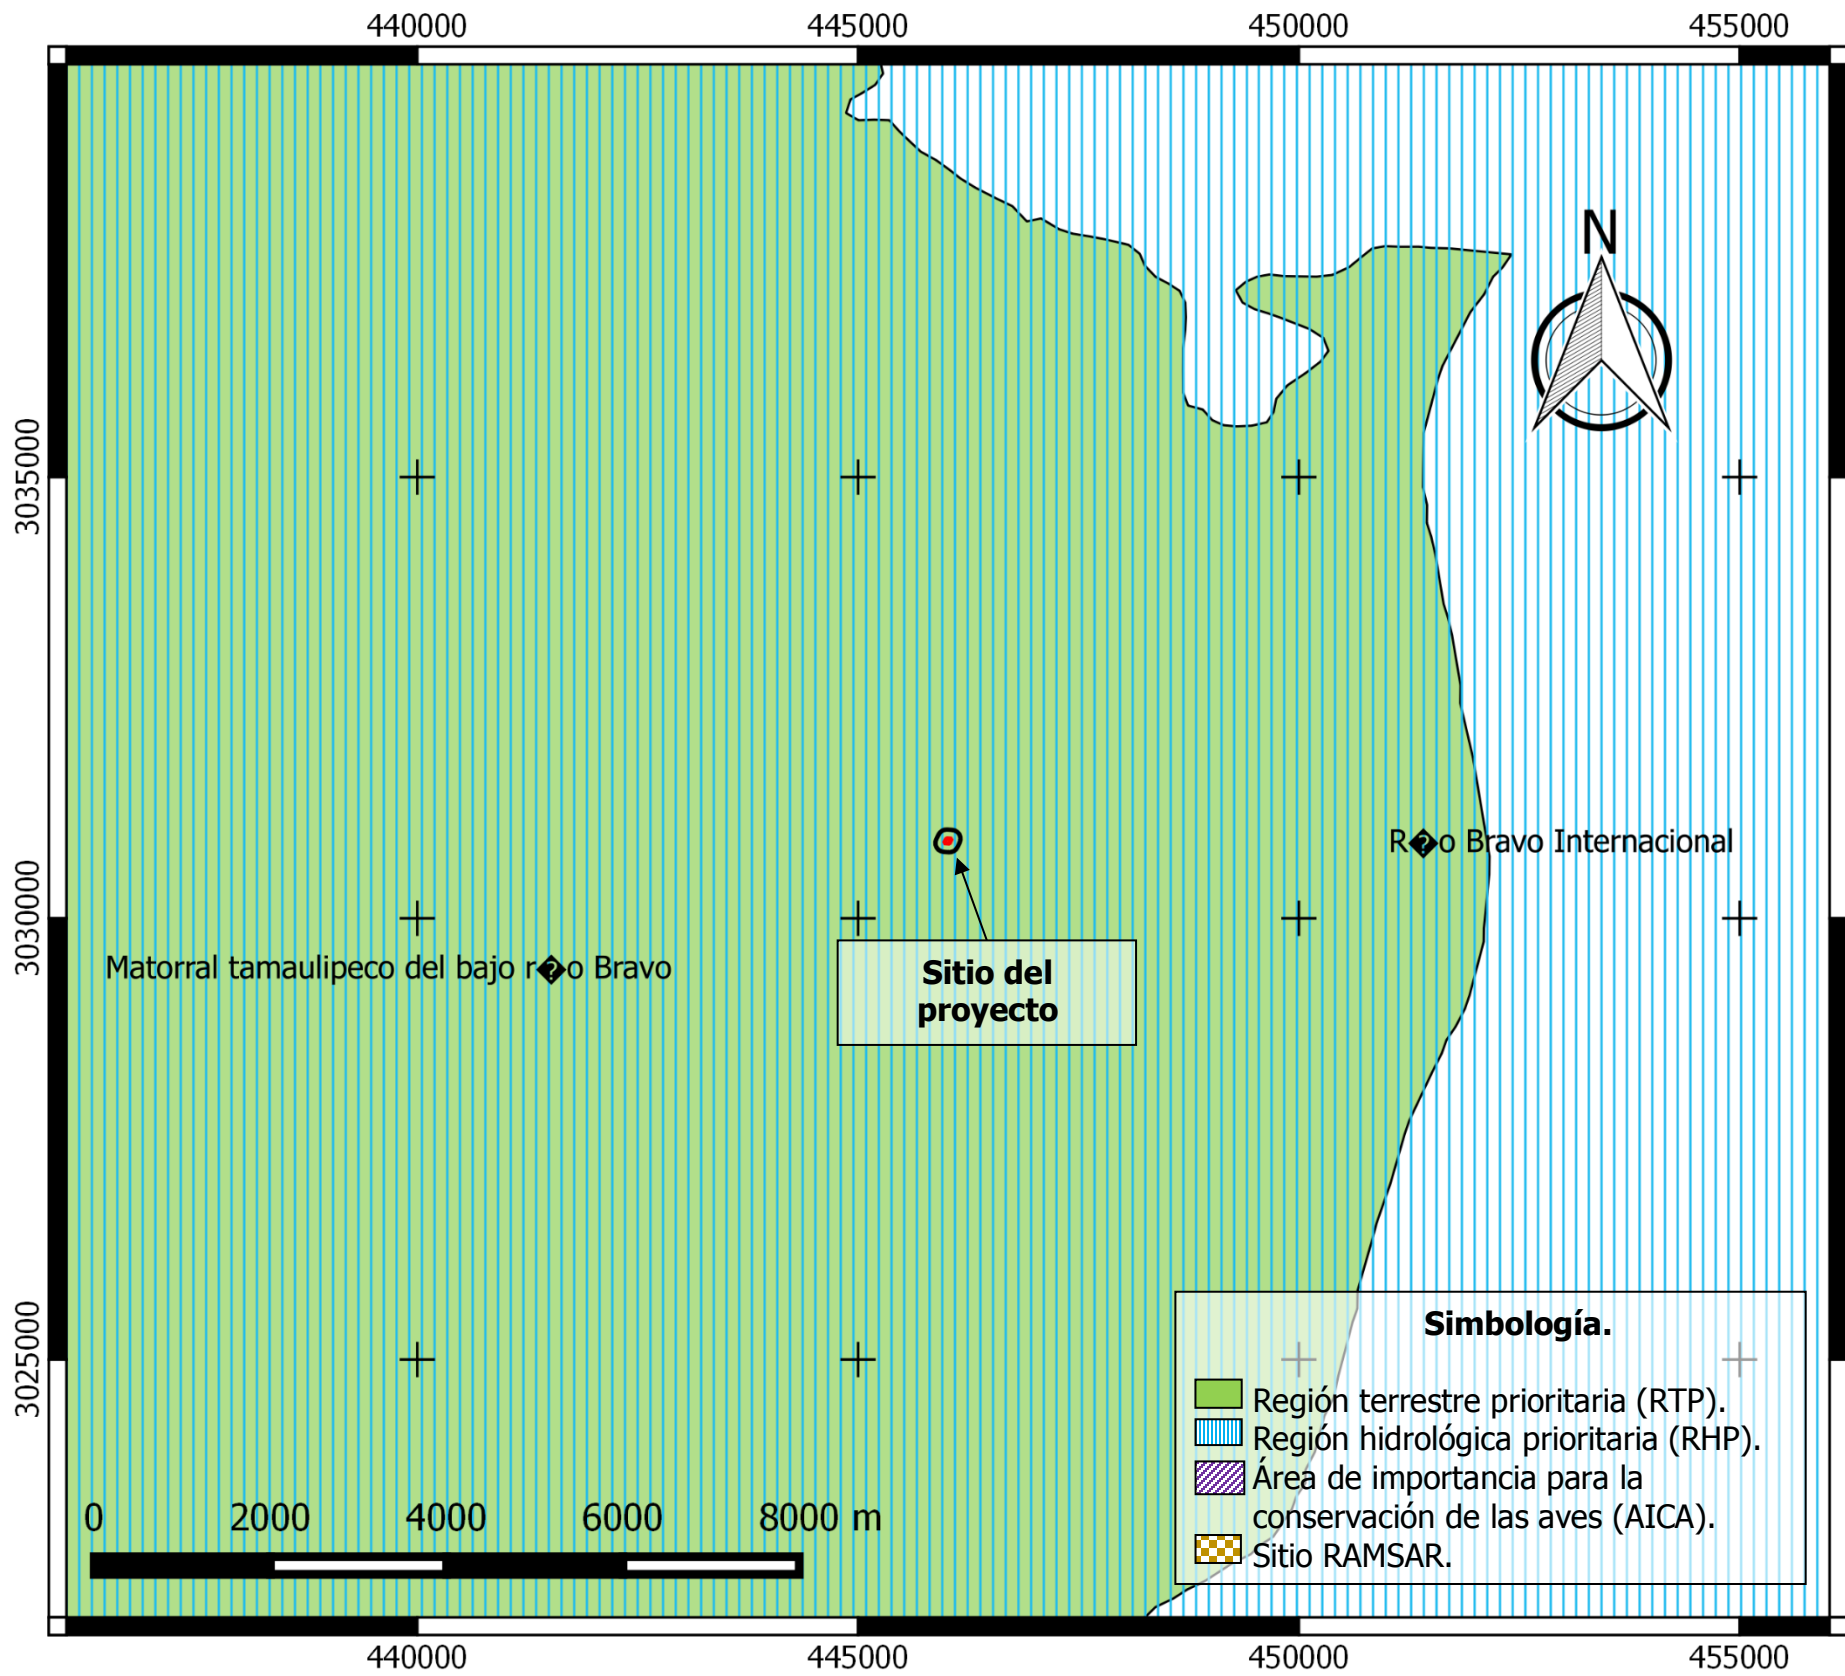 440000
445000
450000
455000
N
3035000
3030000
3025000
R�o Bravo Internacional
Matorral tamaulipeco del bajo r�o Bravo
Sitio del
proyecto
Simbología.
Región terrestre prioritaria (RTP).
Región hidrológica prioritaria (RHP).
Área de importancia para la
conservación de las aves (AICA).
Sitio RAMSAR.
0 2000 4000 6000 8000 m
440000
445000
450000
455000